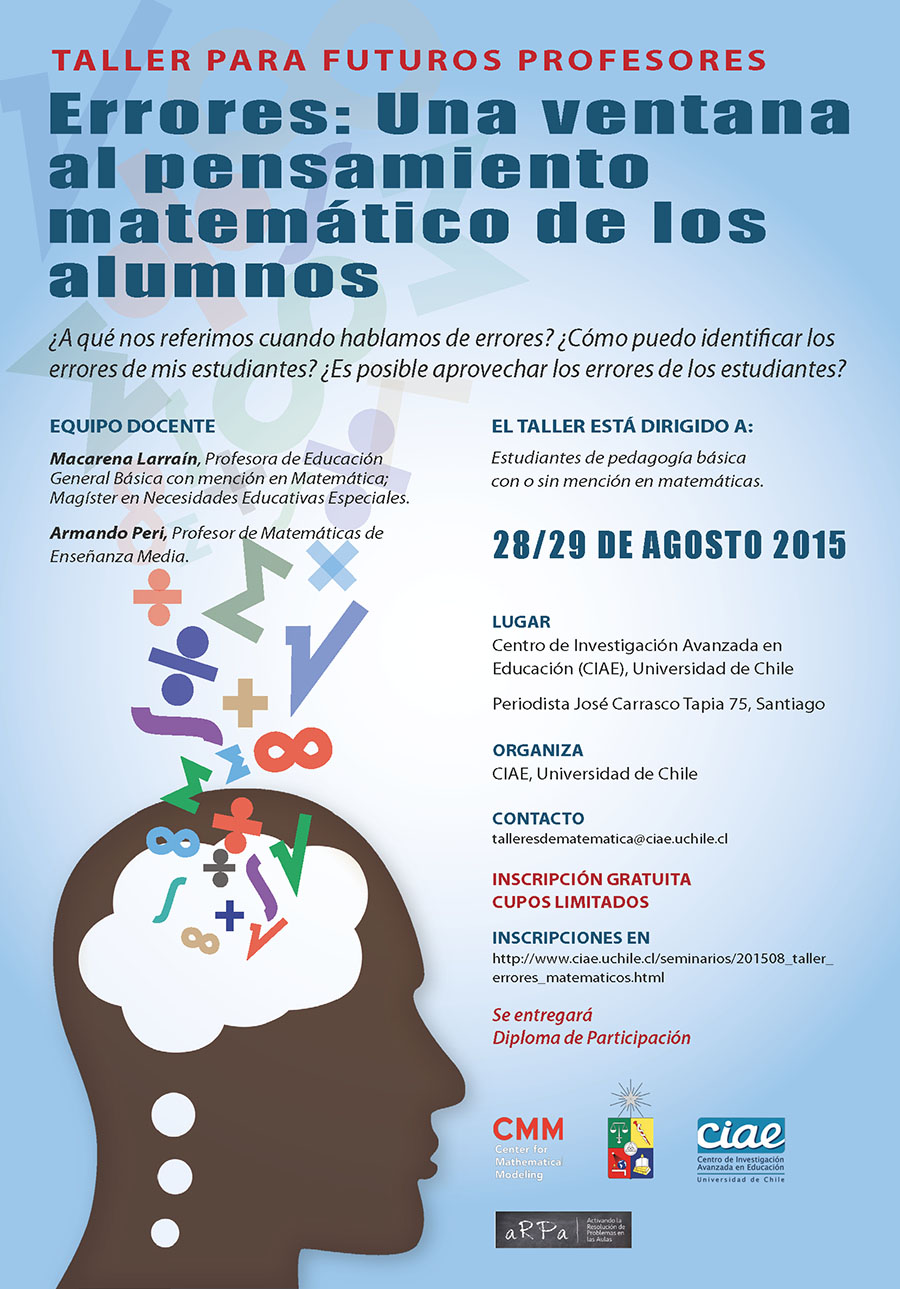 TALLER PARA FUTUROS PROFESORES
Errores: Una ventana
al pensamiento
matemático de los
alumnos
¿A qué nos referimos cuando hablamos de errores? ¿Cómo puedo identificar los
errores de mis estudiantes? ¿Es posible aprovechar los errores de los estudiantes?
EQUIPO DOCENTE
Macarena Larraín, Profesora de Educación
General Básica con mención en Matemática;
Magíster en Necesidades Educativas Especiales.
Armando Peri, Profesor de Matemáticas de
Enseñanza Media.
EL TALLER ESTÁ DIRIGIDO A:
Estudiantes de pedagogía básica
con o sin mención en matemáticas.
28/29 DE AGOSTO 2015
LUGAR
Centro de Investigación Avanzada en
Educación (CIAE), Universidad de Chile
Periodista José Carrasco Tapia 75, Santiago
ORGANIZA
CIAE, Universidad de Chile
CONTACTO
talleresdematematica@ciae.uchile.cl
INSCRIPCIÓN GRATUITA
CUPOS LIMITADOS
INSCRIPCIONES EN
http://www.ciae.uchile.cl/seminarios/201508_taller_
errores_matematicos.html
Se entregará
Diploma de Participación
CMM
Center for
Mathematical
Modeling
ciae
Centro de Investigación
Avanzada en Educación
Universidad de Chile
aRPa
Activando la
Resolución de
Problemas en
las Aulas